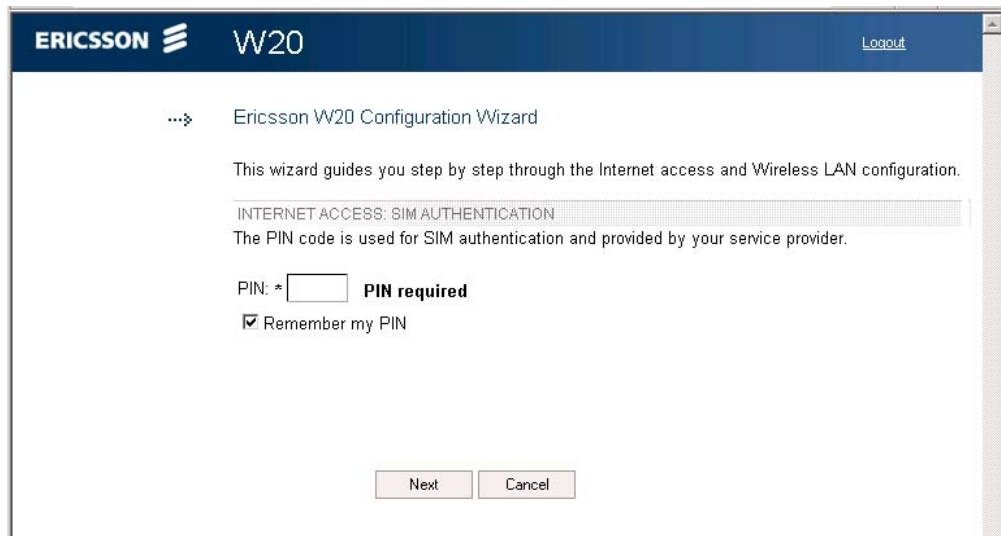 ERICSSON W20 Logout
Ericsson W20 Configuration Wizard
This wizard guides you step by step through the Internet access and Wireless LAN configuration.
INTERNET ACCESS: SIM AUTHENTICATION
The PIN code is used for SIM authentication and provided by your service provider.
PIN: * PIN required
Remember my PIN
Next Cancel